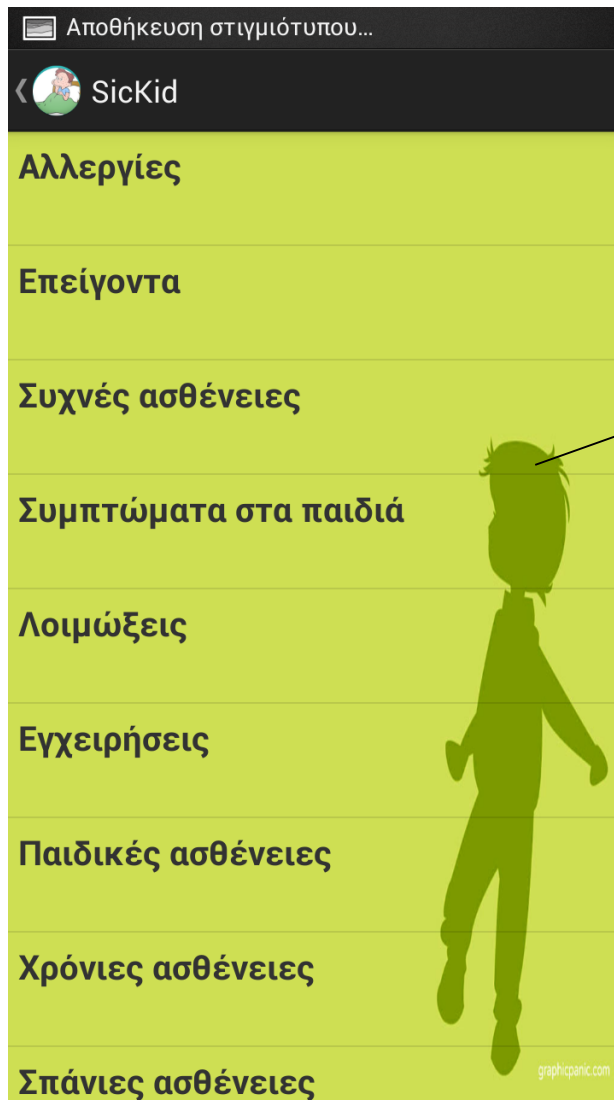 Αποθήκευση στιγμιότυπου...
SicKid
Αλλεργίες
Επείγοντα
Συχνές ασθένειες
Συμπτώματα στα παιδιά
Λοιμώξεις
Εγχειρήσεις
Παιδικές ασθένειες
Χρόνιες ασθένειες
Σπάνιες ασθένειες
graphicpanic.com